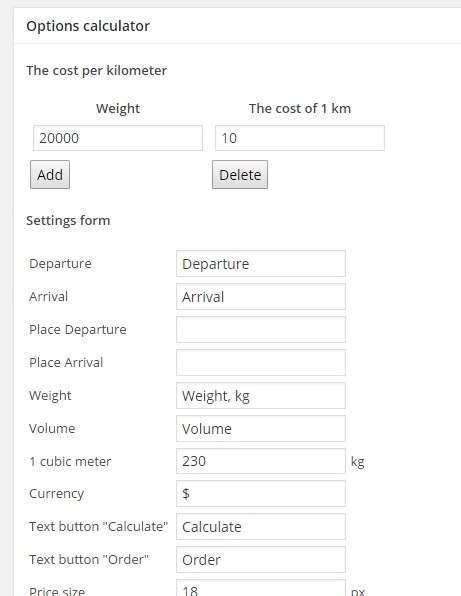 Options calculator
The cost per kilometer
Weight The cost of 1 km
20000 10
Add Delete
Settings form
Departure Departure
Arrival Arrival
Place Departure
Place Arrival
Weight Weight, kg
Volume Volume
1 cubic meter 230 kg
Currency $
Text button "Calculate" Calculate
Text button "Order" Order
Price size 18 px